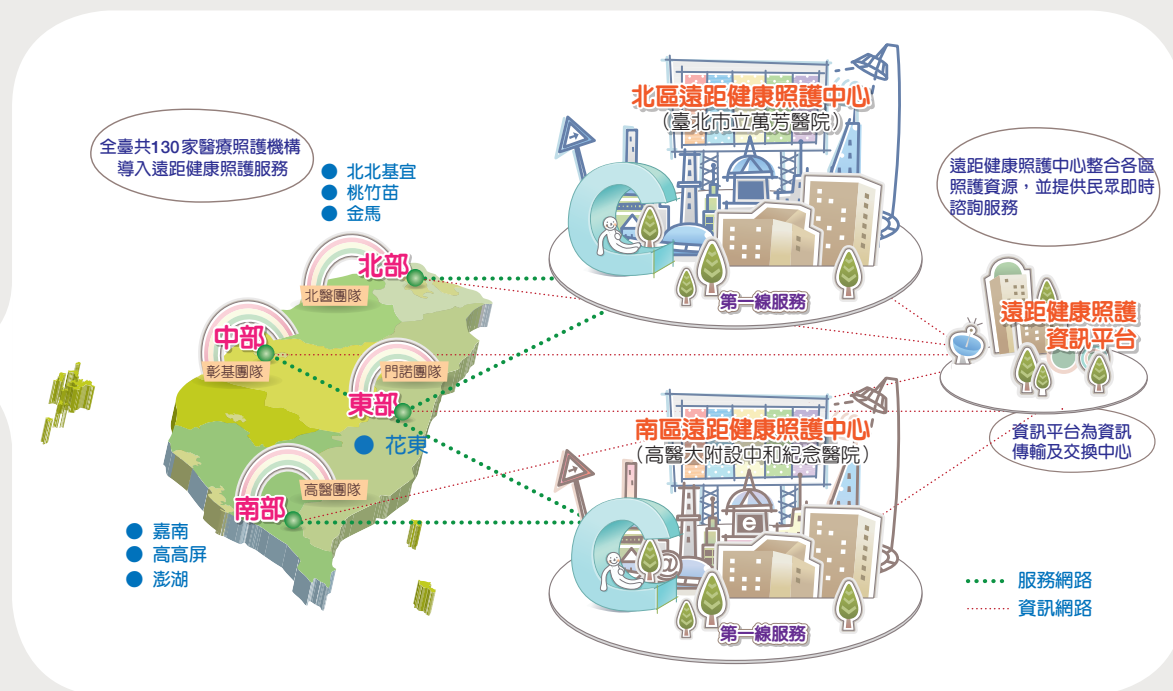 全臺共130家醫療照護機構
導入遠距健康照護服務
北北基宜
桃竹苗
金馬
北部
北醫團隊
中部
彰基團隊
門諾團隊
東部
花東
高醫團隊
南部
嘉南
高高屏
澎湖
北區遠距健康照護中心
（臺北市立萬芳醫院）
第一線服務
南區遠距健康照護中心
（高醫大附設中和紀念醫院）
e
@
第一線服務
遠距健康照護中心整合各區
照護資源，並提供民眾即時
諮詢服務
遠距健康照護
資訊平台
資訊平台為資訊
傳輸及交換中心
服務網路
資訊網路